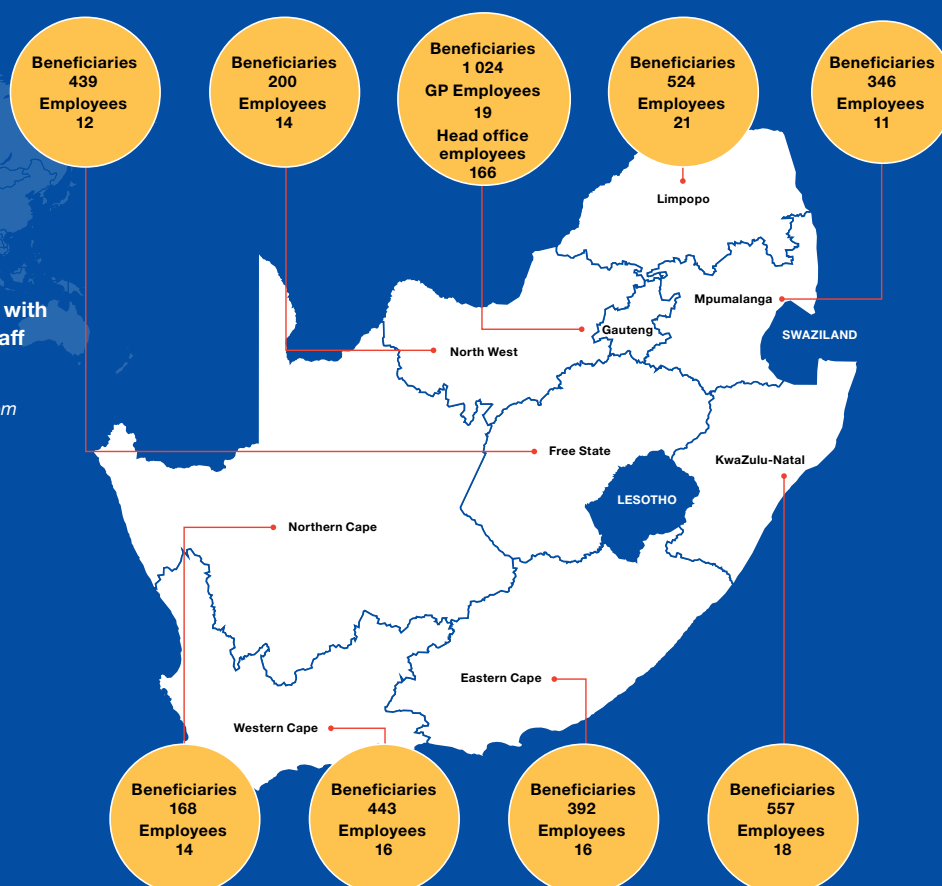 Beneficiaries
439
Employees
12
Beneficiaries
200
Employees
14
Beneficiaries
1 024
GP Employees
19
Head office
employees
166
Beneficiaries
524
Employees
21
Beneficiaries
346
Employees
11
with
Limpopo
Mpumalanga
Gauteng
SWAZILAND
North West
Free State
KwaZulu-Natal
LESOTHO
Northern Cape
Eastern Cape
Western Cape
Beneficiaries
168
Employees
14
Beneficiaries
443
Employees
16
Beneficiaries
392
Employees
16
Beneficiaries
557
Employees
18